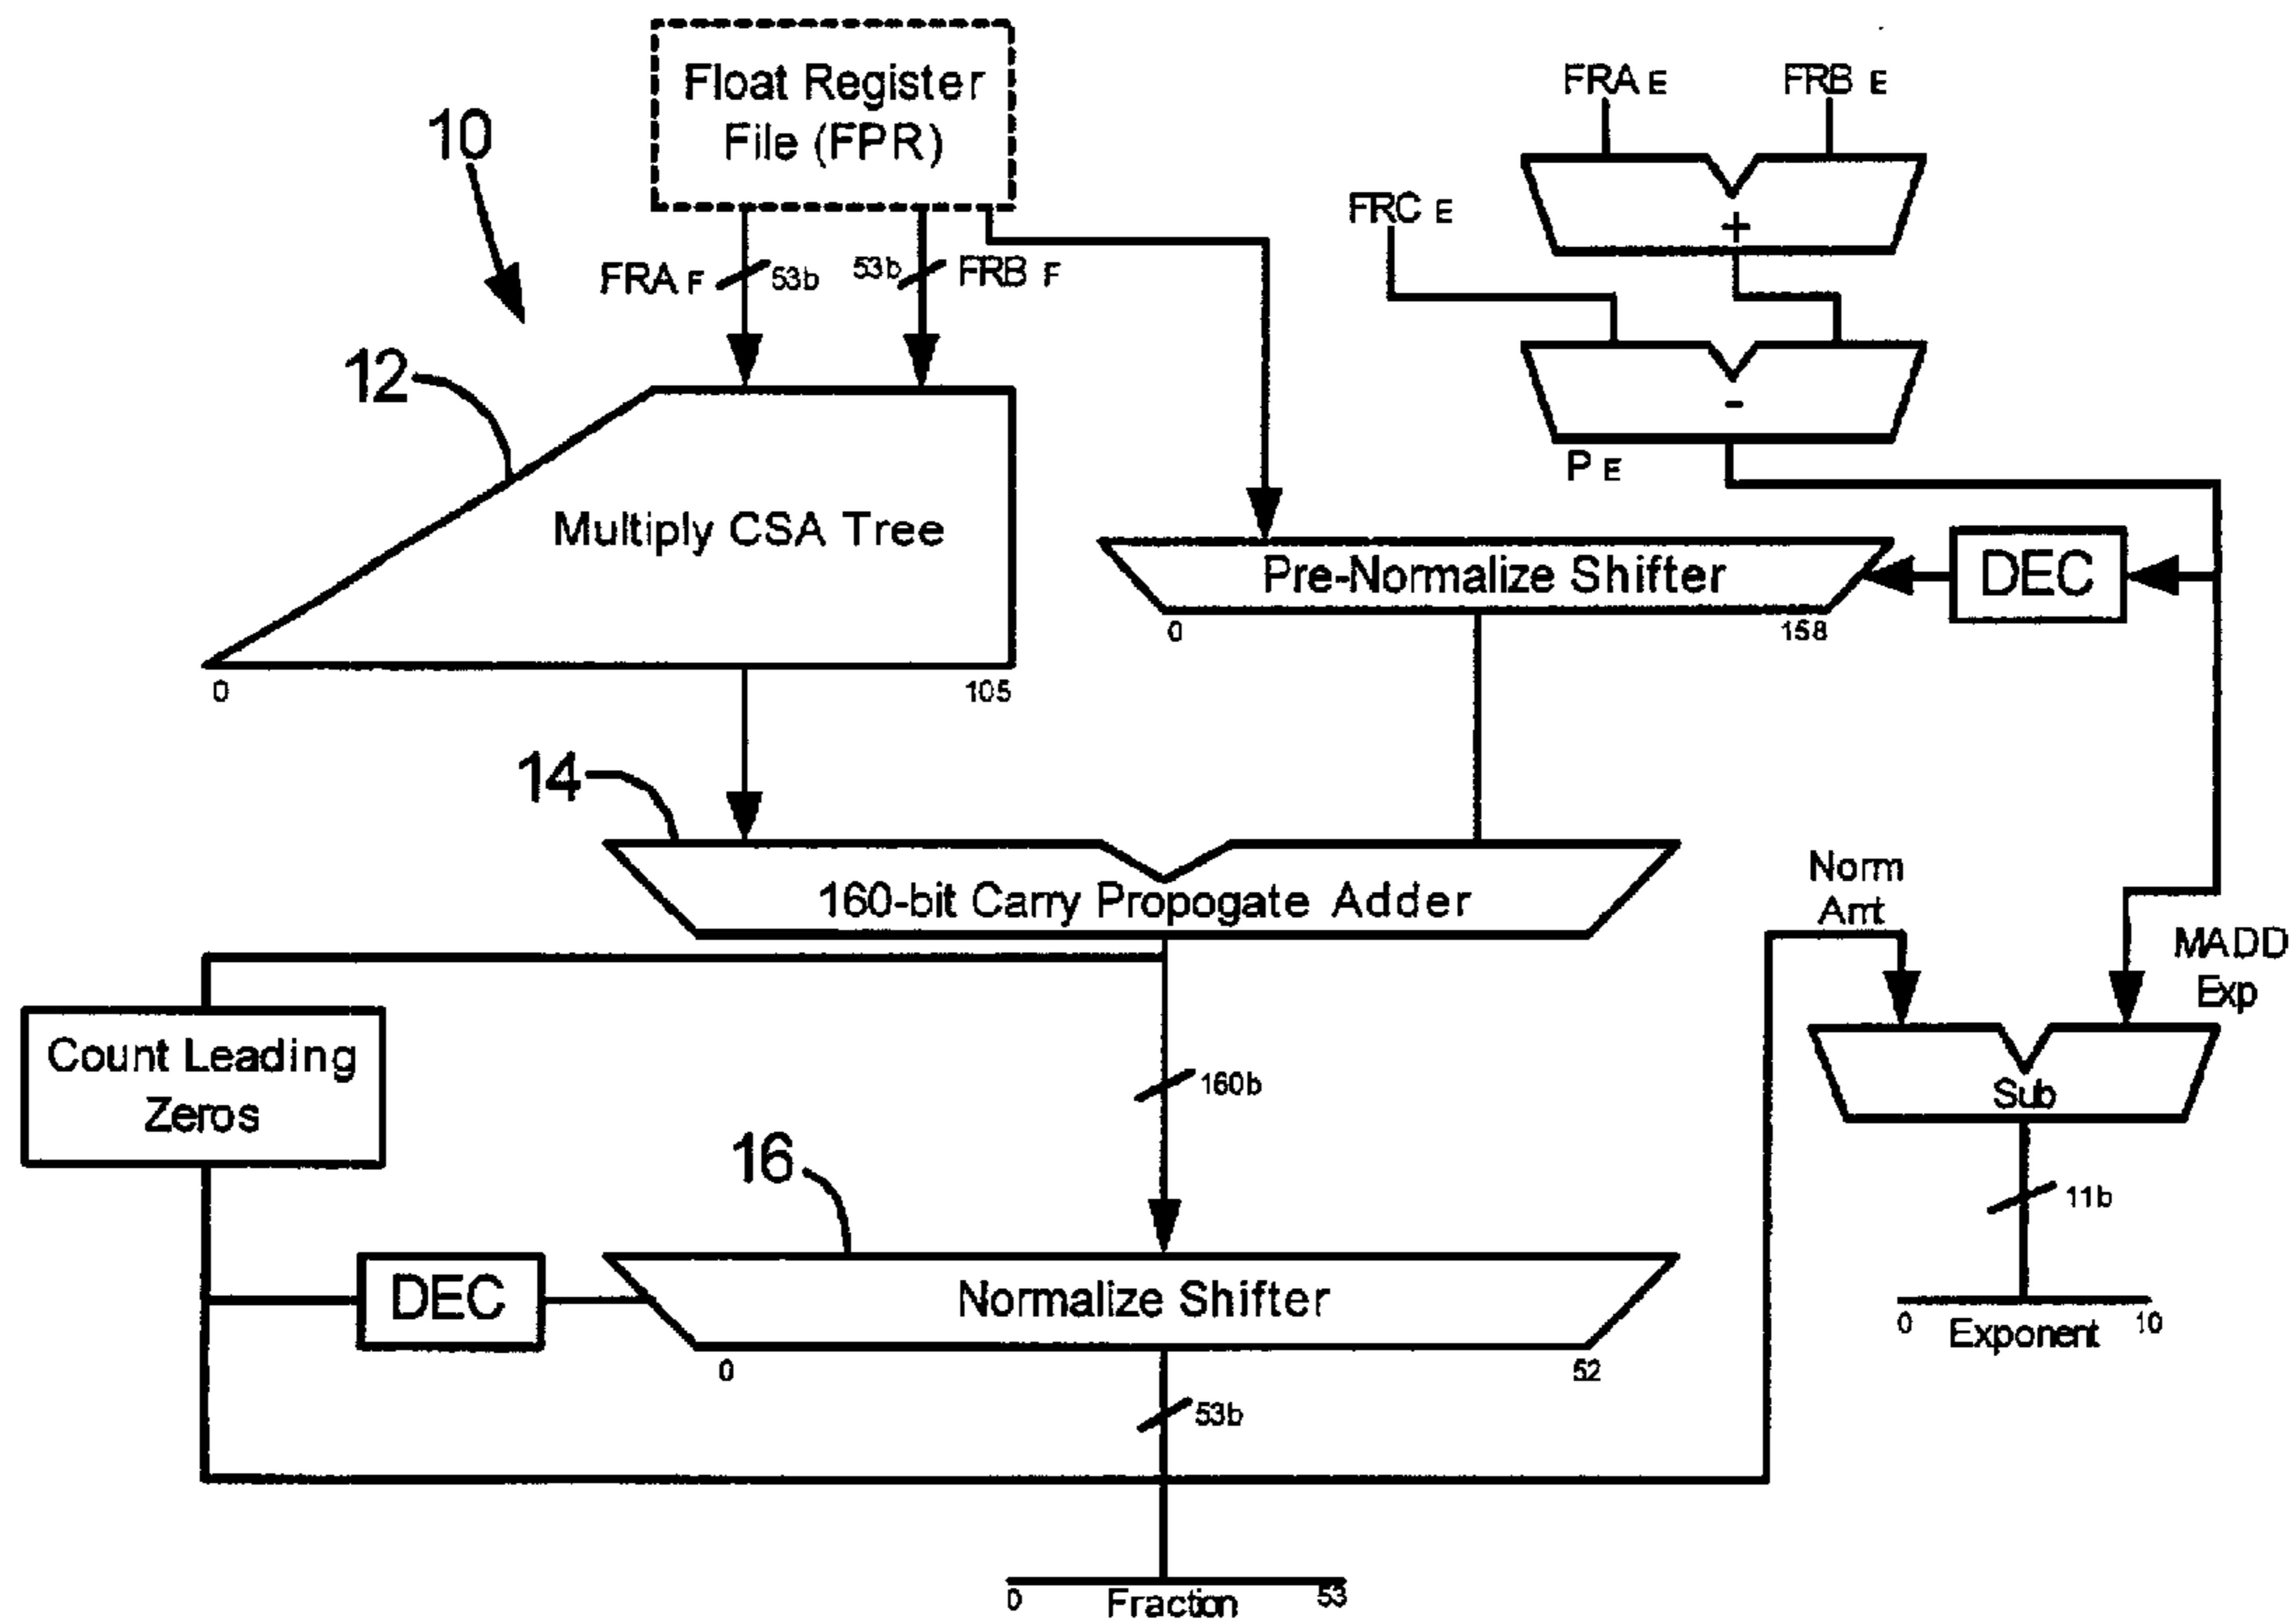 Float Register
File (FPR)
10
FRA F
53b
53b
FRB F
FRA E
FRB E
+
FRC E
-
P E
12
Multiply CSA Tree
0
105
Pre-Normalize Shifter
0
158
DEC
14
160-bit Carry Propogate Adder
Norm
Amt
MADD
Exp
Count Leading
Zeros
160b
Sub
11b
16
DEC
Normalize Shifter
0
52
0
Exponent
10
53b
0
Fraction
53